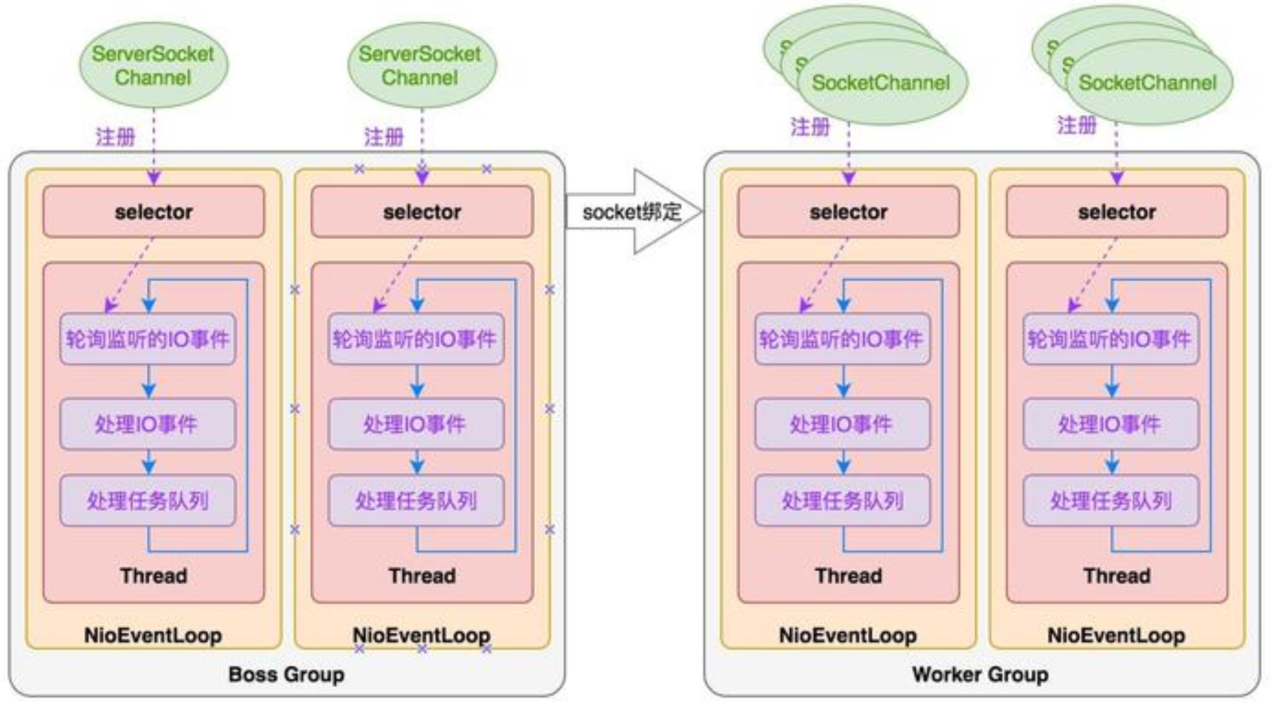 ServerSocket
Channel
注册
selector
轮询监听的IO事件
处理IO事件
处理任务队列
Thread
NioEventLoop
ServerSocket
Channel
注册
selector
轮询监听的IO事件
处理IO事件
处理任务队列
Thread
NioEventLoop
Boss Group
socket绑定
S
S
SocketChannel
注册
selector
轮询监听的IO事件
处理IO事件
处理任务队列
Thread
NioEventLoop
S
S
SocketChannel
注册
selector
轮询监听的IO事件
处理IO事件
处理任务队列
Thread
NioEventLoop
Worker Group